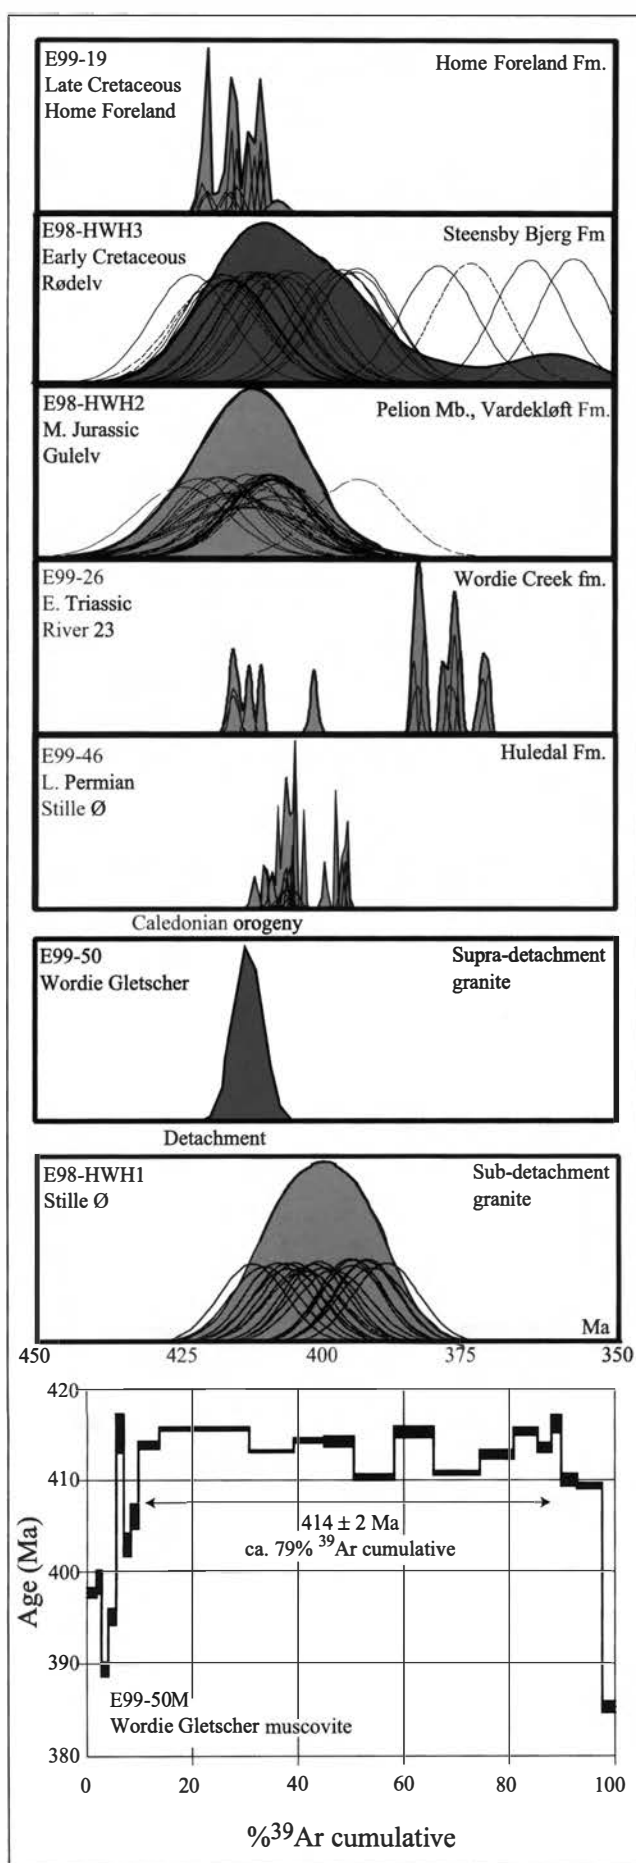 E99-19
Late Cretaceous
Home Foreland
Home Foreland Fm.
E98-HWH3
Early Cretaceous
Rødelv
Steensby Bjerg Fm
E98-HWH2
M. Jurassic
Gulelv
Pelion Mb., Vardekløft Fm.
E99-26
E. Triassic
River 23
Wordie Creek fm.
E99-46
L. Permian
Stille Ø
Huledal Fm.
Caledonian orogeny
E99-50
Wordie Gletscher
Supra-detachment
granite
Detachment
E98-HWH1
Stille Ø
Sub-detachment
granite
Ma
450 425 400 375 350
420
410
400
390
380
Age (Ma)
414 ± 2 Ma
ca. 79% ³⁹Ar cumulative
E99-50M
Wordie Gletscher muscovite
0 20 40 60 80 100
%³⁹Ar cumulative